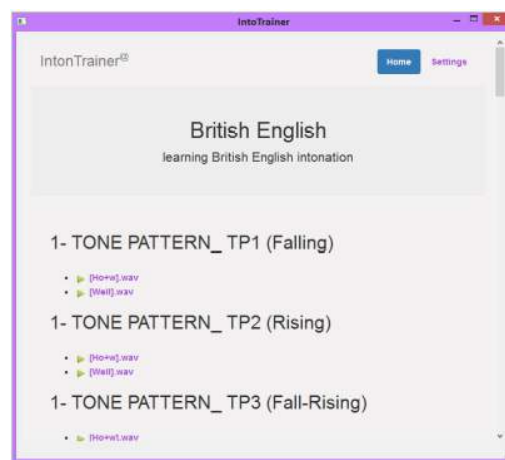 IntoTrainer
IntonTrainer@
Home
Settings
British English
learning British English intonation
1- TONE PATTERN_ TP1 (Falling)
[Ho+w].wav
[Well].wav
1- TONE PATTERN_ TP2 (Rising)
[Ho+w].wav
[Well].wav
1- TONE PATTERN_ TP3 (Fall-Rising)